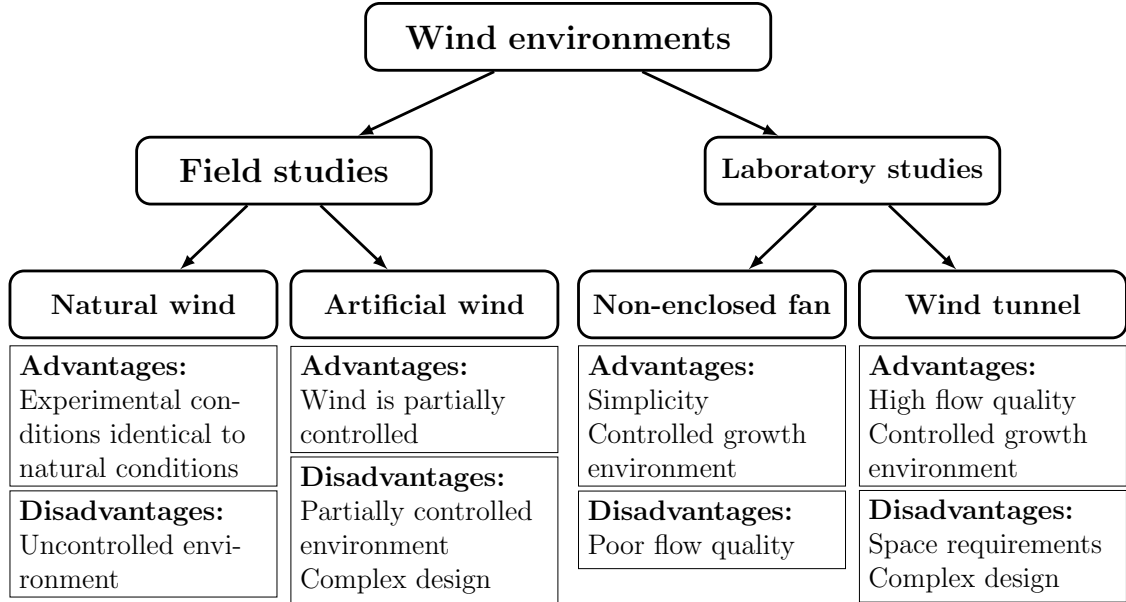 Wind environments
Field studies
Laboratory studies
Natural wind
Artificial wind
Non-enclosed fan
Wind tunnel
Advantages:
Experimental con-
ditions identical to
natural conditions
Disadvantages:
Uncontrolled envi-
ronment
Advantages:
Wind is partially
controlled
Disadvantages:
Partially controlled
environment
Complex design
Advantages:
Simplicity
Controlled growth
environment
Disadvantages:
Poor flow quality
Advantages:
High flow quality
Controlled growth
environment
Disadvantages:
Space requirements
Complex design